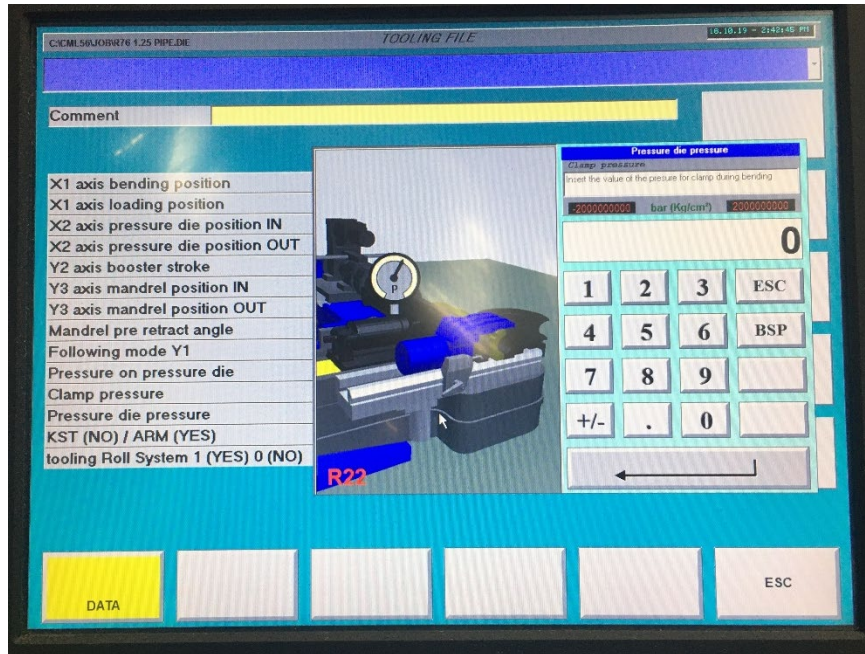 C:\CML56\JOB\R76 1.25 PIPE.DIE
TOOLING FILE
10.10.19 - 2:42:45 PM
Comment
X1 axis bending position
X1 axis loading position
X2 axis pressure die position IN
X2 axis pressure die position OUT
Y2 axis booster stroke
Y3 axis mandrel position IN
Y3 axis mandrel position OUT
Mandrel pre retract angle
Following mode Y1
Pressure on pressure die
Clamp pressure
Pressure die pressure
KST (NO) / ARM (YES)
tooling Roll System 1 (YES) 0 (NO)
P
R22
Pressure die pressure
Clamp pressure
Insert the value of the presure for clamp during bending
-2000000000 bar (Kg/cm²) 2000000000
0
1 2 3 ESC
4 5 6 BSP
7 8 9
+/- . 0
DATA
ESC